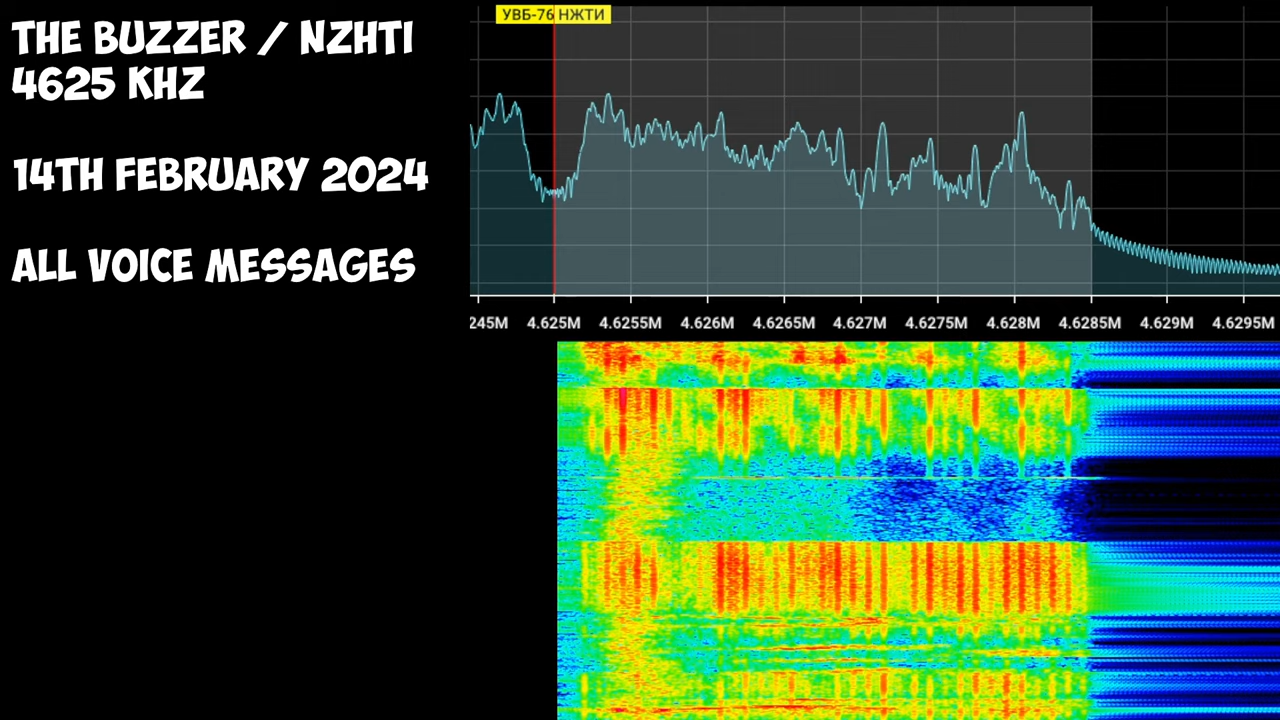 THE BUZZER / NZHTI
4625 KHZ
14TH FEBRUARY 2024
ALL VOICE MESSAGES
УВБ-76 НЖТИ
245M 4.625M 4.6255M 4.626M 4.6265M 4.627M 4.6275M 4.628M 4.6285M 4.629M 4.6295M